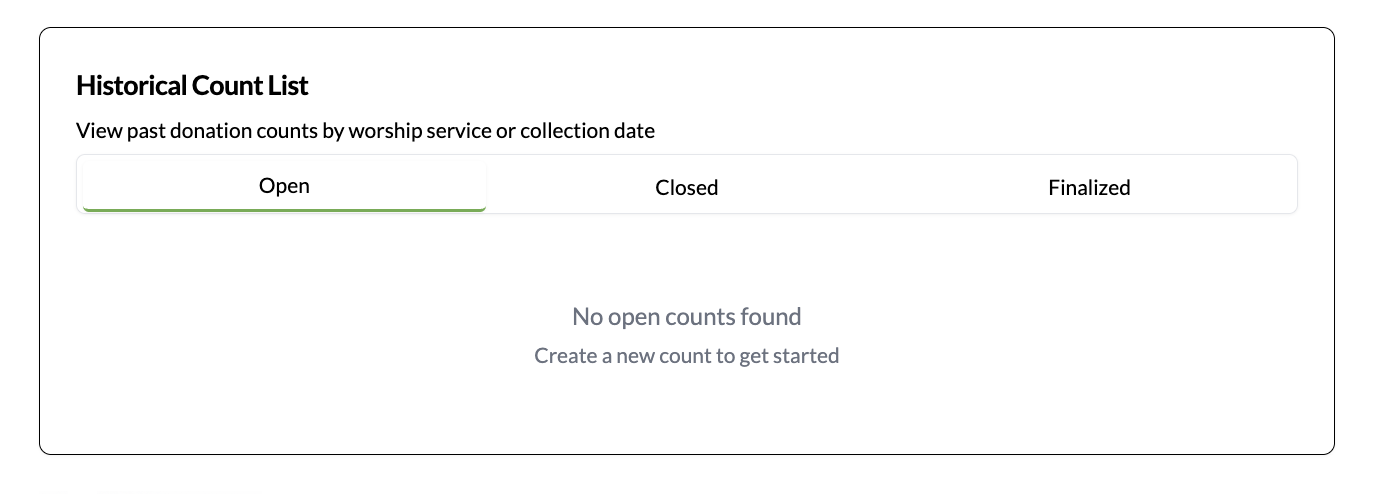 Historical Count List
View past donation counts by worship service or collection date
Open Closed Finalized
No open counts found
Create a new count to get started